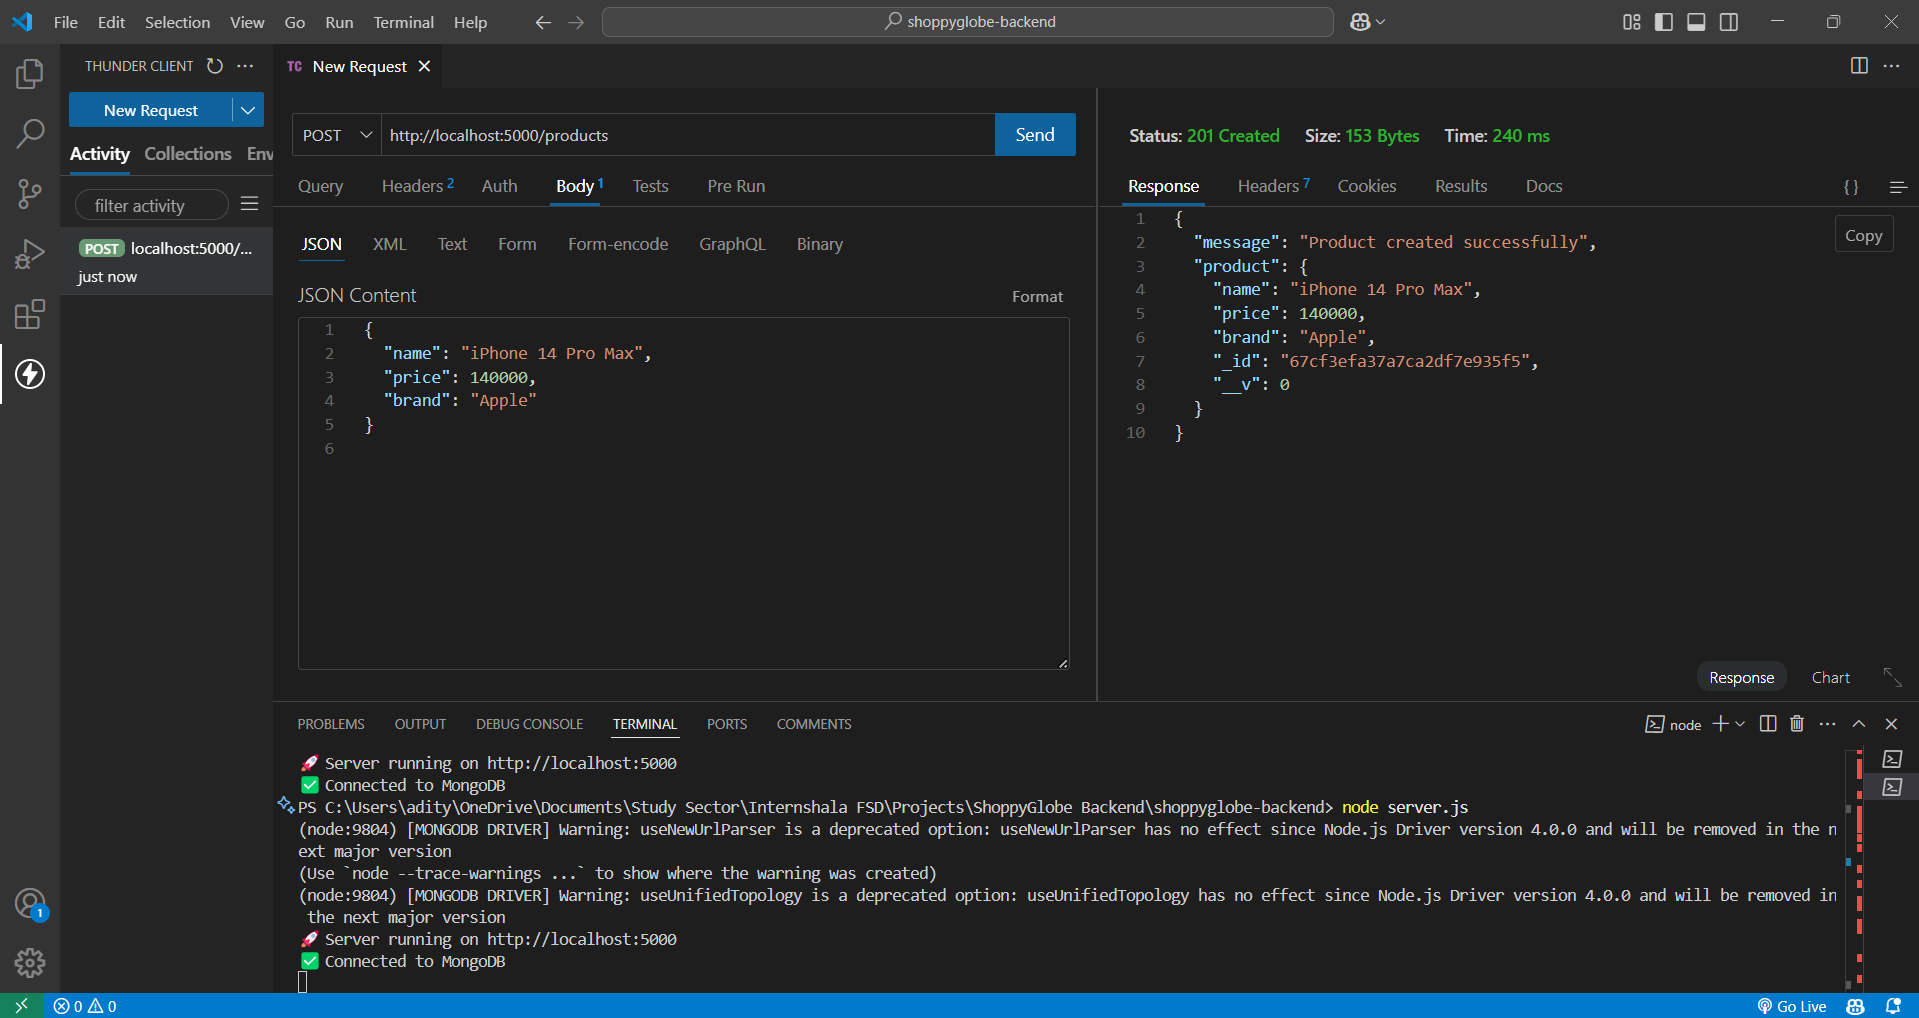 File Edit Selection View Go Run Terminal Help
shoppyglobe-backend
THUNDER CLIENT
New Request
Activity Collections Env
filter activity
POST localhost:5000/...
just now
TC New Request
POST http://localhost:5000/products Send
Query Headers 2 Auth Body 1 Tests Pre Run
JSON XML Text Form Form-encode GraphQL Binary
JSON Content Format
1 {
2 "name": "iPhone 14 Pro Max",
3 "price": 140000,
4 "brand": "Apple"
5 }
6
Status: 201 Created Size: 153 Bytes Time: 240 ms
Response Headers 7 Cookies Results Docs { }
Copy
1 {
2 "message": "Product created successfully",
3 "product": {
4 "name": "iPhone 14 Pro Max",
5 "price": 140000,
6 "brand": "Apple",
7 "_id": "67cf3efa37a7ca2df7e935f5",
8 "__v": 0
9 }
10 }
Response Chart
PROBLEMS OUTPUT DEBUG CONSOLE TERMINAL PORTS COMMENTS
node
🚀 Server running on http://localhost:5000
✅ Connected to MongoDB
PS C:\Users\adity\OneDrive\Documents\Study Sector\Internshala FSD\Projects\ShoppyGlobe Backend\shoppyglobe-backend> node server.js
(node:9804) [MONGODB DRIVER] Warning: useNewUrlParser is a deprecated option: useNewUrlParser has no effect since Node.js Driver version 4.0.0 and will be removed in the n
ext major version
(Use `node --trace-warnings ...` to show where the warning was created)
(node:9804) [MONGODB DRIVER] Warning: useUnifiedTopology is a deprecated option: useUnifiedTopology has no effect since Node.js Driver version 4.0.0 and will be removed in
the next major version
🚀 Server running on http://localhost:5000
✅ Connected to MongoDB
1
0 0
Go Live